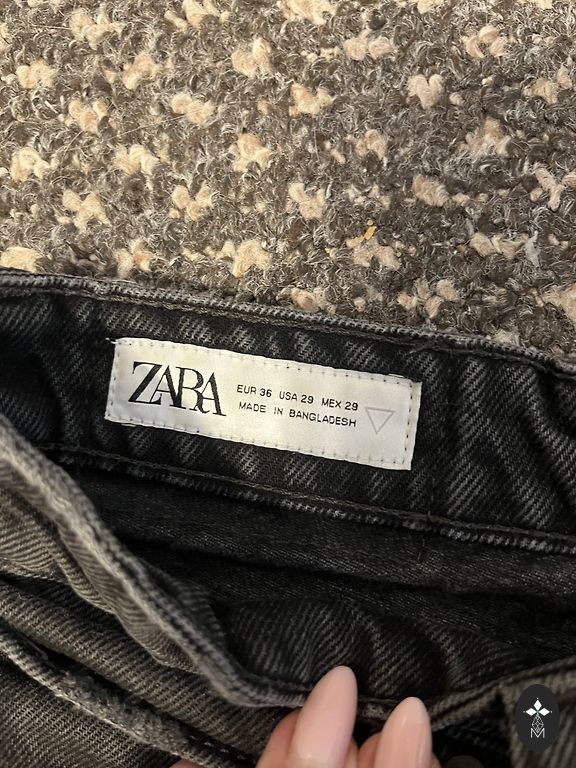 ZARA
EUR 36 USA 29 MEX 29
MADE IN BANGLADESH
M